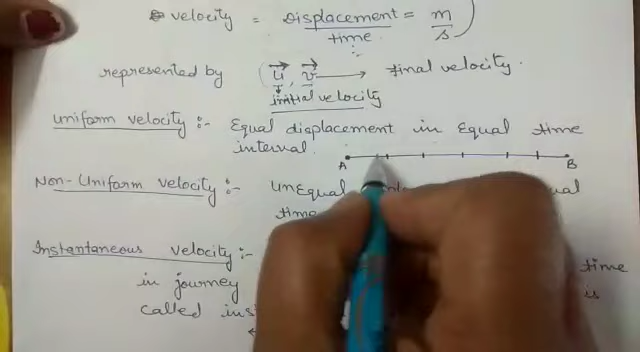 velocity = Displacement = m
time. s
represented by (u, v → final velocity.
initial velocity
Uniform velocity :- Equal displacement in Equal time
interval.
A B
Non-Uniform velocity :- UnEqual
time
Instantaneous velocity :- time
in journey is
called